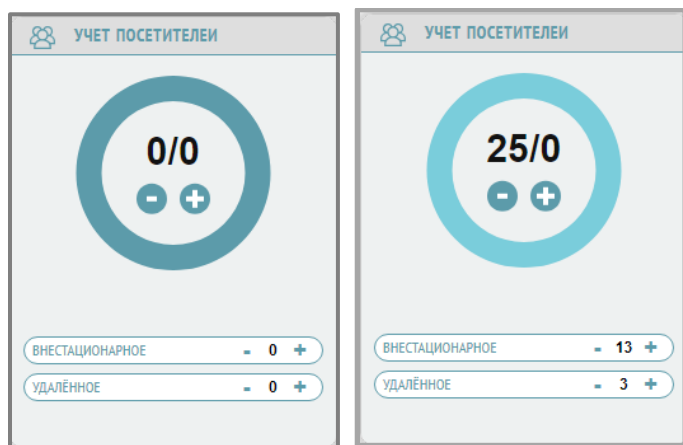 УЧЕТ ПОСЕТИТЕЛЕИ
0/0
- +
ВНЕСТАЦИОНАРНОЕ - 0 +
УДАЛЁННОЕ - 0 +
УЧЕТ ПОСЕТИТЕЛЕИ
25/0
- +
ВНЕСТАЦИОНАРНОЕ - 13 +
УДАЛЁННОЕ - 3 +